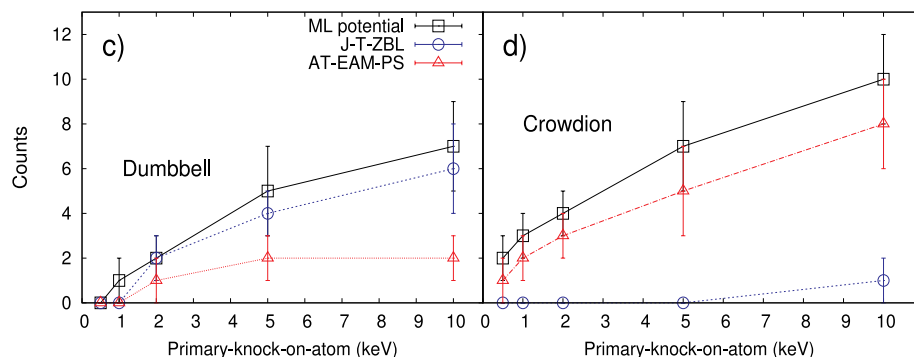 c)
ML potential
J-T-ZBL
AT-EAM-PS
Dumbbell
Counts
12
10
8
6
4
2
0
0 1 2 3 4 5 6 7 8 9 10
Primary-knock-on-atom (keV)
d)
Crowdion
0 1 2 3 4 5 6 7 8 9 10
Primary-knock-on-atom (keV)